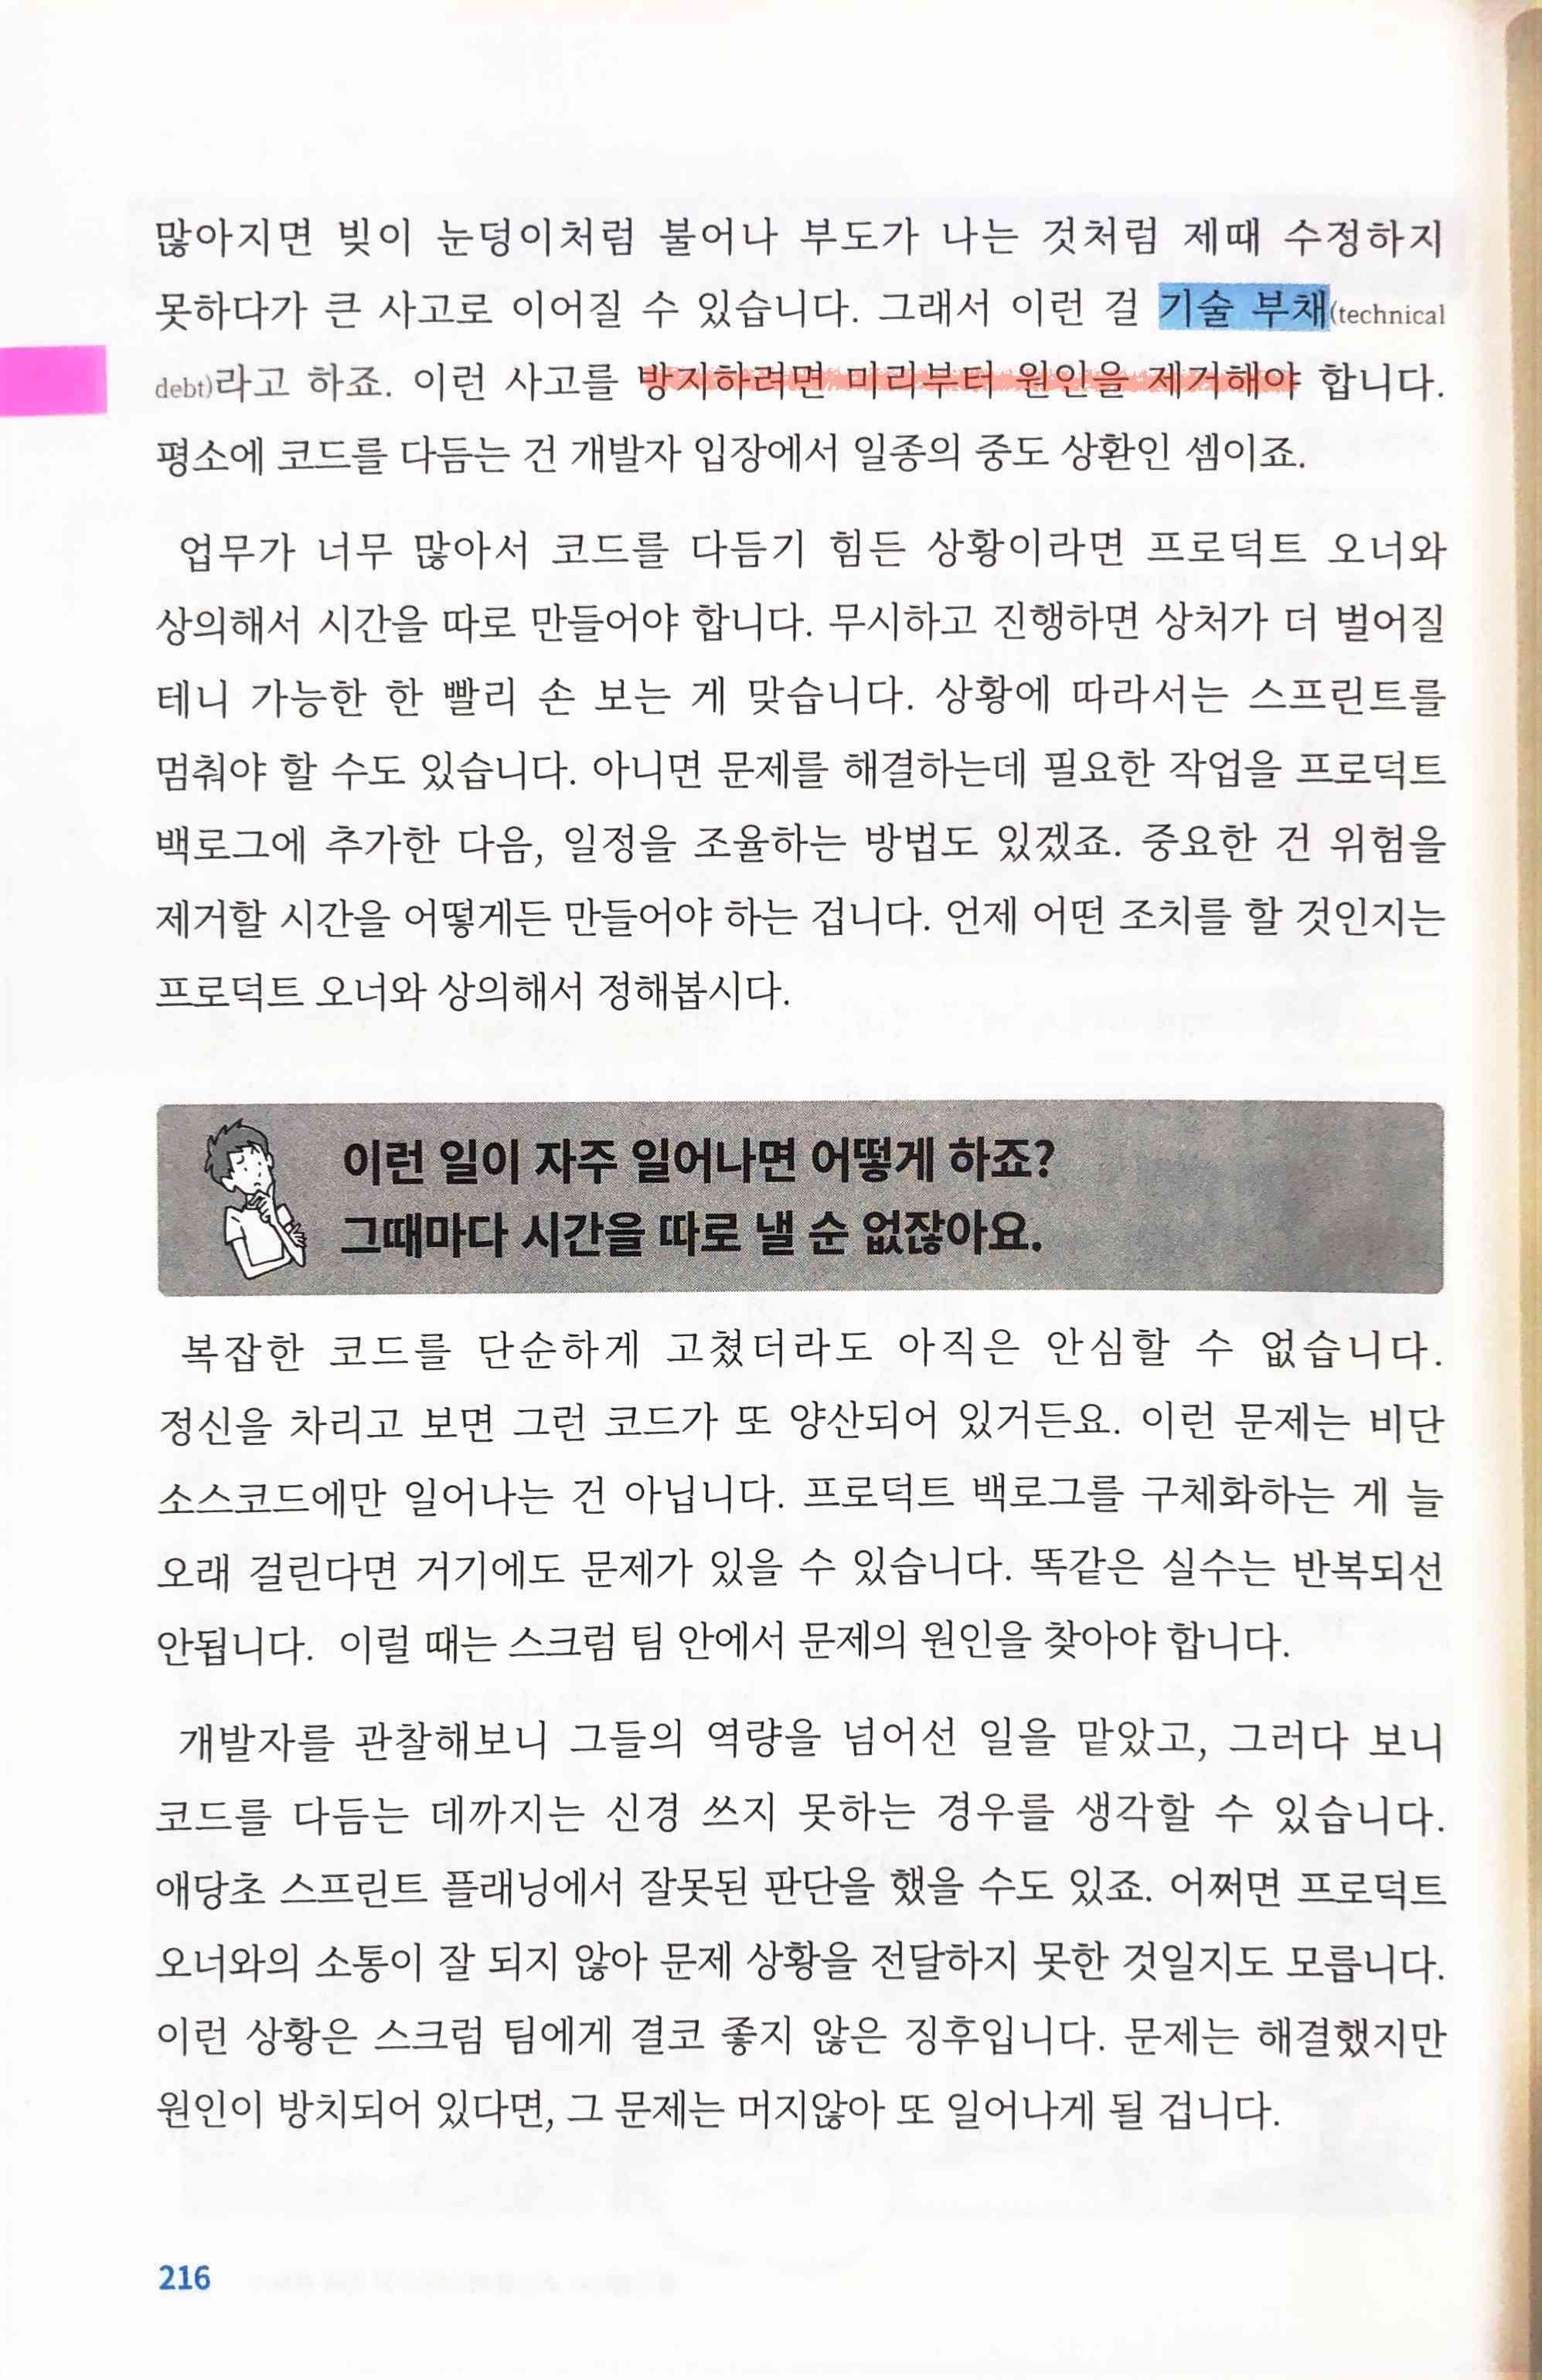 많아지면 빚이 눈덩이처럼 불어나 부도가 나는 것처럼 제때 수정하지
못하다가 큰 사고로 이어질 수 있습니다. 그래서 이런 걸 기술 부채(technical
debt)라고 하죠. 이런 사고를 방지하려면 미리부터 원인을 제거해야 합니다.
평소에 코드를 다듬는 건 개발자 입장에서 일종의 중도 상환인 셈이죠.
업무가 너무 많아서 코드를 다듬기 힘든 상황이라면 프로덕트 오너와
상의해서 시간을 따로 만들어야 합니다. 무시하고 진행하면 상처가 더 벌어질
테니 가능한 한 빨리 손 보는 게 맞습니다. 상황에 따라서는 스프린트를
멈춰야 할 수도 있습니다. 아니면 문제를 해결하는데 필요한 작업을 프로덕트
백로그에 추가한 다음, 일정을 조율하는 방법도 있겠죠. 중요한 건 위험을
제거할 시간을 어떻게든 만들어야 하는 겁니다. 언제 어떤 조치를 할 것인지는
프로덕트 오너와 상의해서 정해봅시다.
이런 일이 자주 일어나면 어떻게 하죠?
그때마다 시간을 따로 낼 순 없잖아요.
복잡한 코드를 단순하게 고쳤더라도 아직은 안심할 수 없습니다.
정신을 차리고 보면 그런 코드가 또 양산되어 있거든요. 이런 문제는 비단
소스코드에만 일어나는 건 아닙니다. 프로덕트 백로그를 구체화하는 게 늘
오래 걸린다면 거기에도 문제가 있을 수 있습니다. 똑같은 실수는 반복되선
안됩니다. 이럴 때는 스크럼 팀 안에서 문제의 원인을 찾아야 합니다.
개발자를 관찰해보니 그들의 역량을 넘어선 일을 맡았고, 그러다 보니
코드를 다듬는 데까지는 신경 쓰지 못하는 경우를 생각할 수 있습니다.
애당초 스프린트 플래닝에서 잘못된 판단을 했을 수도 있죠. 어쩌면 프로덕트
오너와의 소통이 잘 되지 않아 문제 상황을 전달하지 못한 것일지도 모릅니다.
이런 상황은 스크럼 팀에게 결코 좋지 않은 징후입니다. 문제는 해결했지만
원인이 방치되어 있다면, 그 문제는 머지않아 또 일어나게 될 겁니다.
216